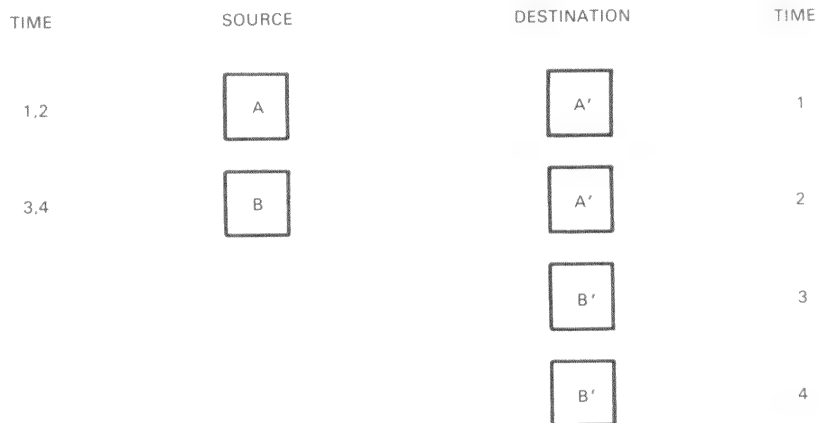 TIME SOURCE DESTINATION TIME
1,2 A A′ 1
3,4 B A′ 2
B′ 3
B′ 4